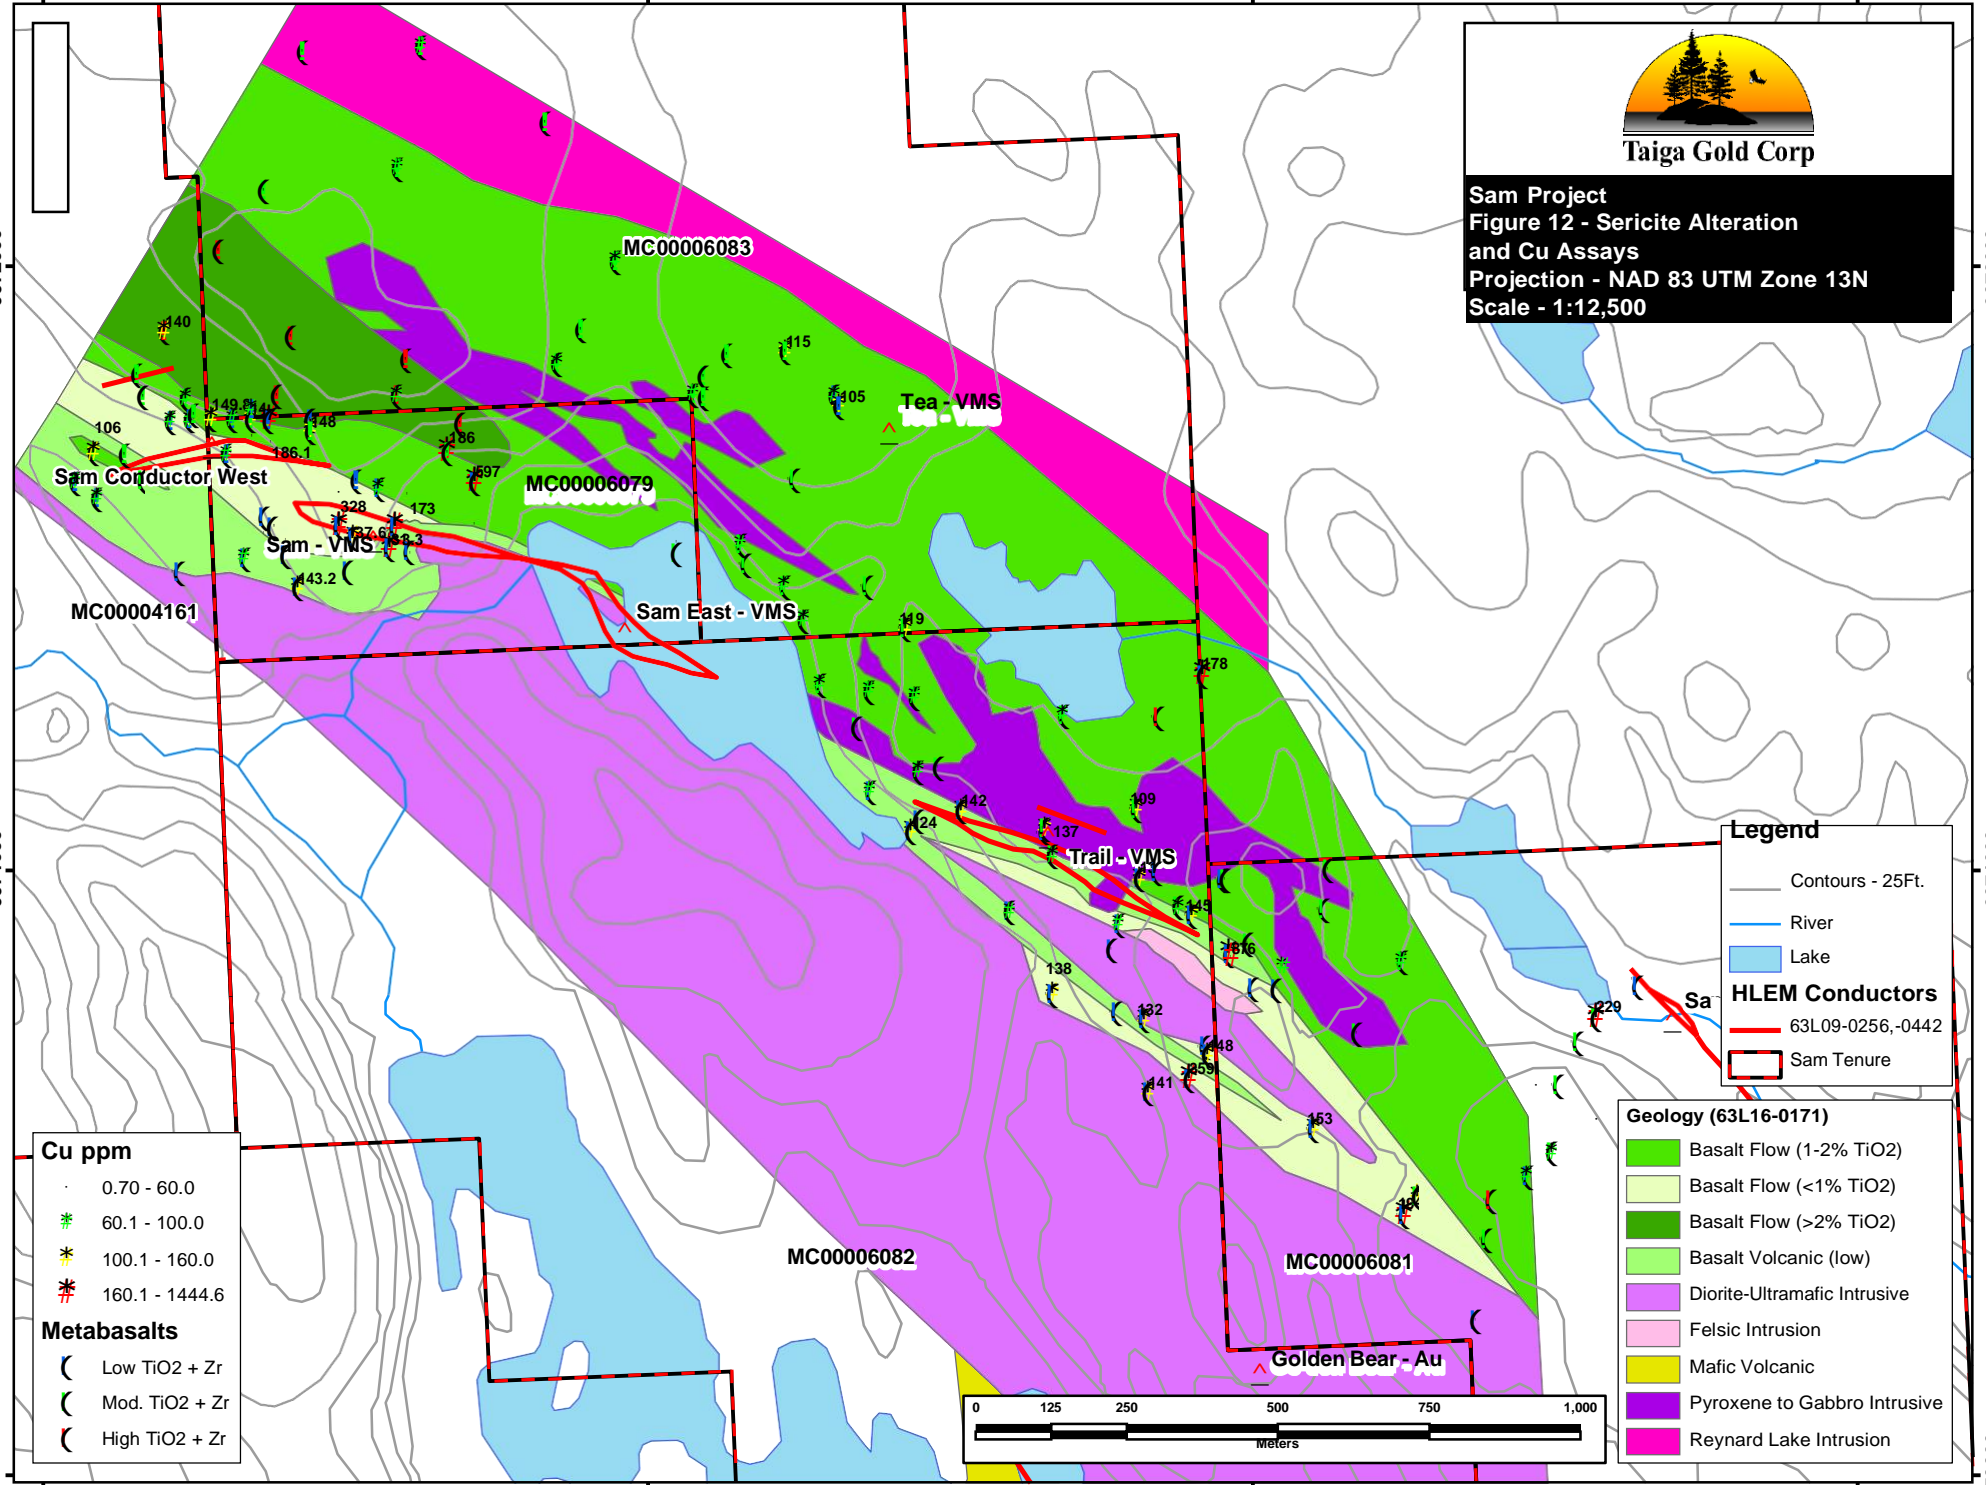 Taiga Gold Corp
Sam Project
Figure 12 - Sericite Alteration
and Cu Assays
Projection - NAD 83 UTM Zone 13N
Scale - 1:12,500
MC00006083
140
115
105
Tea - VMS
149.8
148
106
186
186.1
Sam Conductor West
597
MC00006079
328
173
Sam - VMS
143.2
MC00004161
Sam East - VMS
119
178
142
124
109
137
Trail - VMS
145
876
138
132
148
259
141
153
229
Sa
MC00006082
MC00006081
Golden Bear - Au
0 125 250 500 750 1,000
Meters
Cu ppm
0.70 - 60.0
60.1 - 100.0
100.1 - 160.0
160.1 - 1444.6
Metabasalts
Low TiO2 + Zr
Mod. TiO2 + Zr
High TiO2 + Zr
Legend
Contours - 25Ft.
River
Lake
HLEM Conductors
63L09-0256,-0442
Sam Tenure
Geology (63L16-0171)
Basalt Flow (1-2% TiO2)
Basalt Flow (<1% TiO2)
Basalt Flow (>2% TiO2)
Basalt Volcanic (low)
Diorite-Ultramafic Intrusive
Felsic Intrusion
Mafic Volcanic
Pyroxene to Gabbro Intrusive
Reynard Lake Intrusion